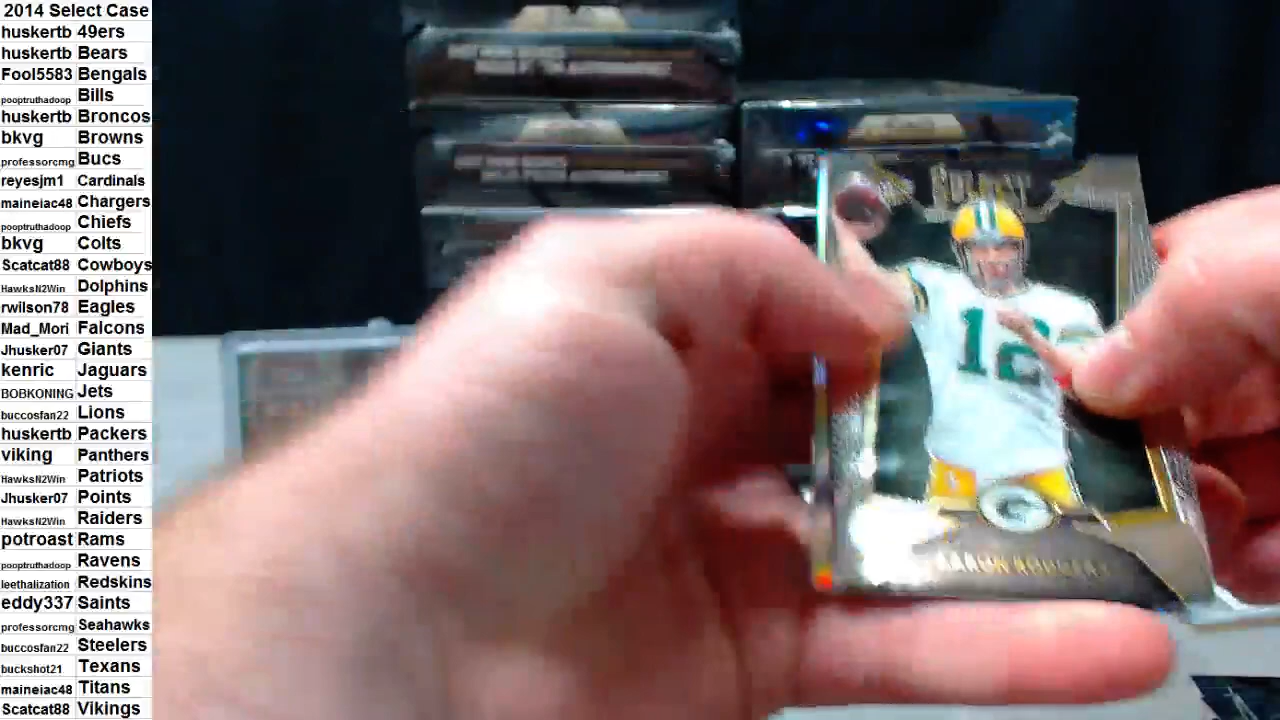 2014 Select Case
huskertb 49ers
huskertb Bears
Fool5583 Bengals
pooptruthadoop Bills
huskertb Broncos
bkvg Browns
professorcmg Bucs
reyesjm1 Cardinals
maineiac48 Chargers
pooptruthadoop Chiefs
bkvg Colts
Scatcat88 Cowboys
HawksN2Win Dolphins
rwilson78 Eagles
Mad_Mori Falcons
Jhusker07 Giants
kenric Jaguars
BOBKONING Jets
buccosfan22 Lions
huskertb Packers
viking Panthers
HawksN2Win Patriots
Jhusker07 Points
HawksN2Win Raiders
potroast Rams
pooptruthadoop Ravens
leethalization Redskins
eddy337 Saints
professorcmg Seahawks
buccosfan22 Steelers
buckshot21 Texans
maineiac48 Titans
Scatcat88 Vikings
12
G
AARON RODGERS